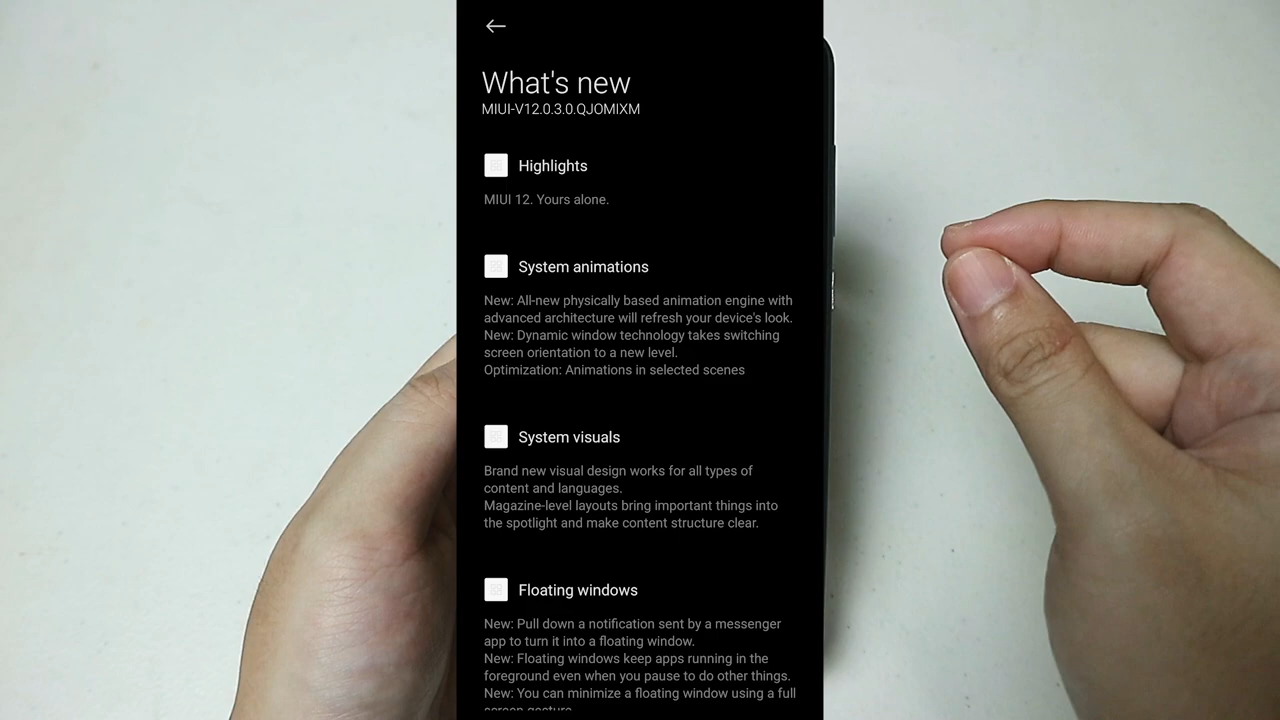 What's new
MIUI-V12.0.3.0.QJOMIXM
Highlights
MIUI 12. Yours alone.
System animations
New: All-new physically based animation engine with
advanced architecture will refresh your device's look.
New: Dynamic window technology takes switching
screen orientation to a new level.
Optimization: Animations in selected scenes
System visuals
Brand new visual design works for all types of
content and languages.
Magazine-level layouts bring important things into
the spotlight and make content structure clear.
Floating windows
New: Pull down a notification sent by a messenger
app to turn it into a floating window.
New: Floating windows keep apps running in the
foreground even when you pause to do other things.
New: You can minimize a floating window using a full
screen gesture.